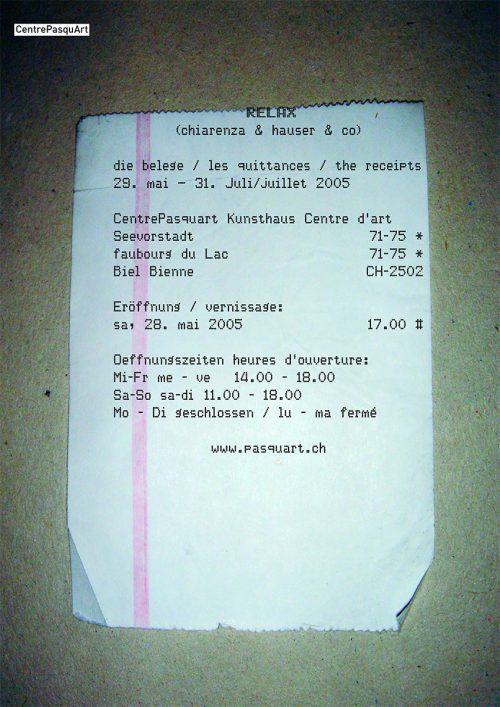 CentrePasquArt
RELAX
(chiarenza & hauser & co)
die belege / les quittances / the receipts
29. mai - 31. Juli/juillet 2005
CentrePasquart Kunsthaus Centre d'art
Seevorstadt 71-75 *
faubourg du Lac 71-75 *
Biel Bienne CH-2502
Eröffnung / vernissage:
sa, 28. mai 2005 17.00 #
Oeffnungszeiten heures d'ouverture:
Mi-Fr me - ve 14.00 - 18.00
Sa-So sa-di 11.00 - 18.00
Mo - Di geschlossen / lu - ma fermé
www.pasquart.ch